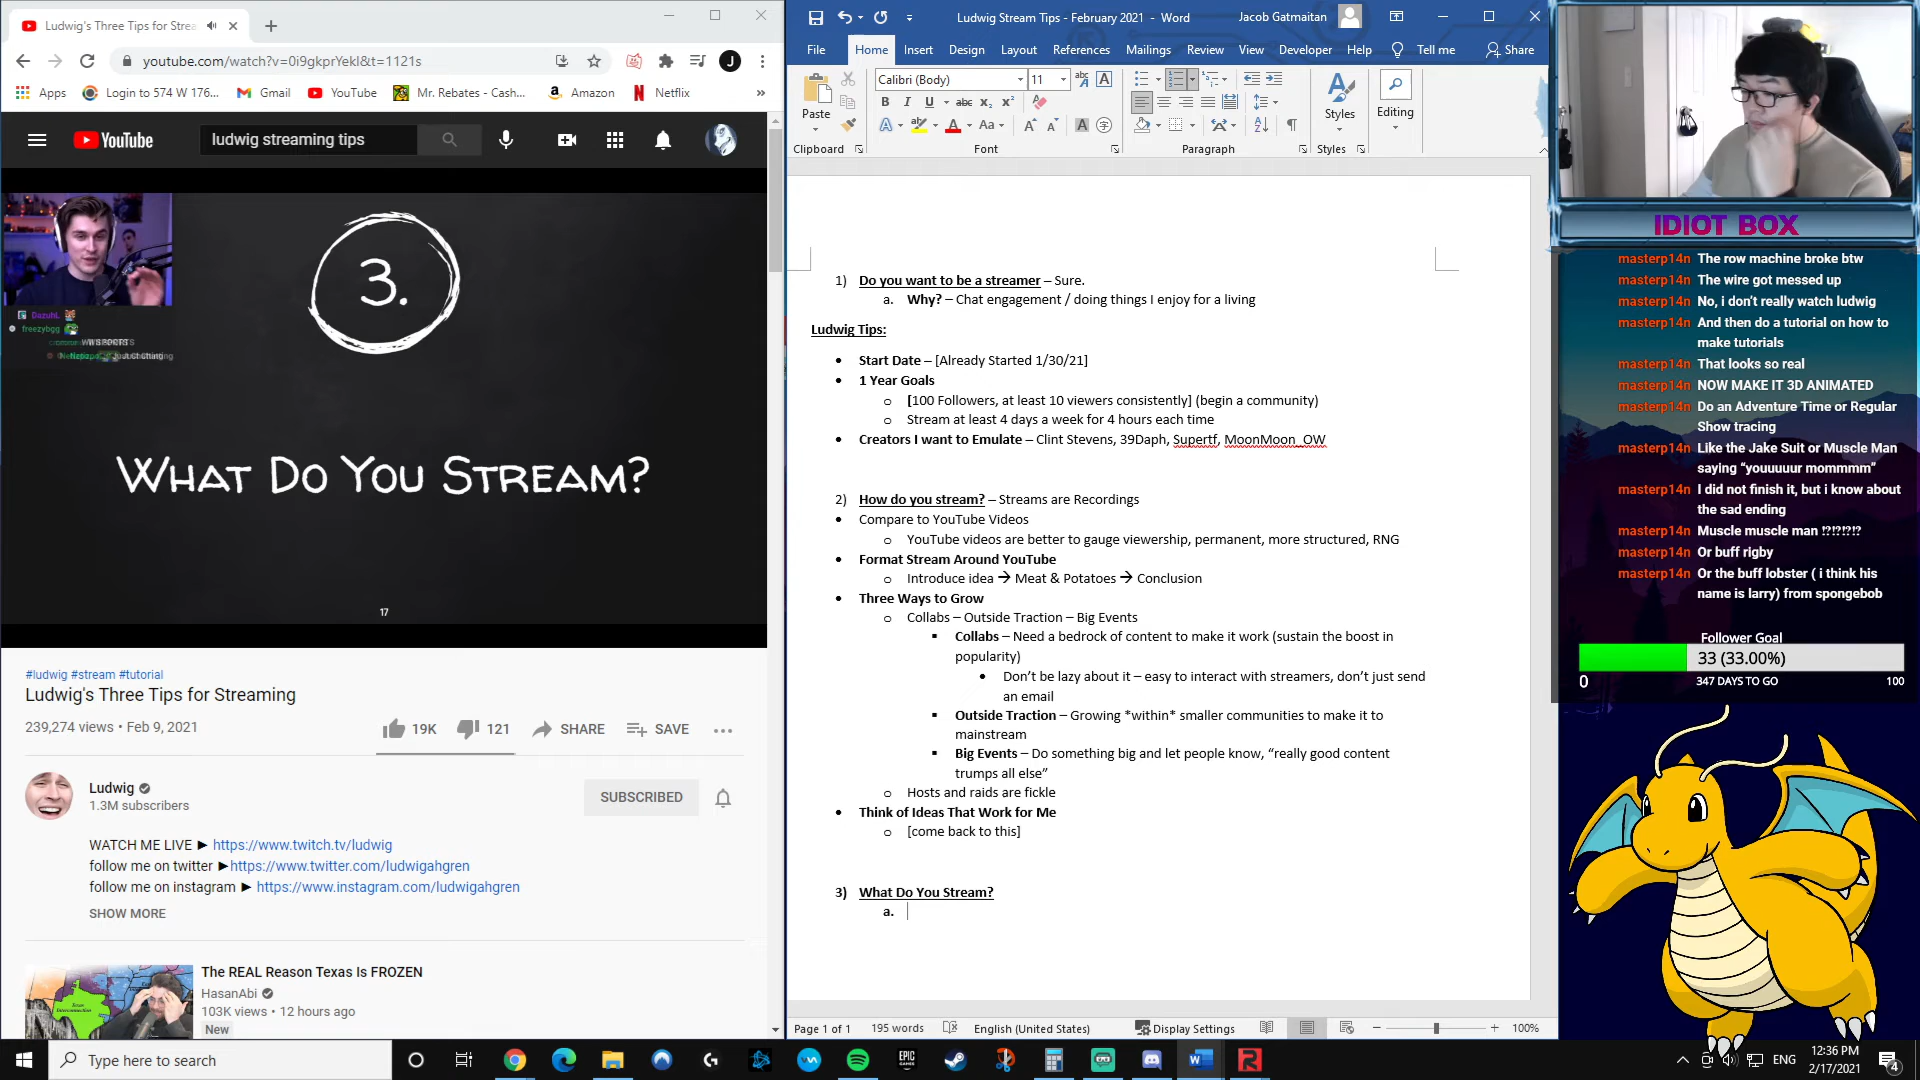 Ludwig's Three Tips for Strea
youtube.com/watch?v=0i9gkprYekI&t=1121s
J
Apps
Login to 574 W 176...
Gmail
YouTube
Mr. Rebates - Cash...
Amazon
Netflix
»
YouTube
ludwig streaming tips
DazuhL
freezybgg
Just Chatting
3.
What Do You Stream?
17
#ludwig #stream #tutorial
Ludwig's Three Tips for Streaming
239,274 views • Feb 9, 2021
19K
121
SHARE
SAVE
Ludwig
1.3M subscribers
SUBSCRIBED
WATCH ME LIVE ► https://www.twitch.tv/ludwig
follow me on twitter ►https://www.twitter.com/ludwigahgren
follow me on instagram ► https://www.instagram.com/ludwigahgren
SHOW MORE
The REAL Reason Texas Is FROZEN
HasanAbi
103K views • 12 hours ago
New
Ludwig Stream Tips - February 2021 - Word
Jacob Gatmaitan
File
Home
Insert
Design
Layout
References
Mailings
Review
View
Developer
Help
Tell me
Share
Paste
Calibri (Body)
11
Styles
Editing
Clipboard
Font
Paragraph
Styles
1) Do you want to be a streamer – Sure.
a. Why? – Chat engagement / doing things I enjoy for a living
Ludwig Tips:
• Start Date – [Already Started 1/30/21]
• 1 Year Goals
o [100 Followers, at least 10 viewers consistently] (begin a community)
o Stream at least 4 days a week for 4 hours each time
• Creators I want to Emulate – Clint Stevens, 39Daph, Supertf, MoonMoon_OW
2) How do you stream? – Streams are Recordings
• Compare to YouTube Videos
o YouTube videos are better to gauge viewership, permanent, more structured, RNG
• Format Stream Around YouTube
o Introduce idea → Meat & Potatoes → Conclusion
• Three Ways to Grow
o Collabs – Outside Traction – Big Events
▪ Collabs – Need a bedrock of content to make it work (sustain the boost in
popularity)
• Don't be lazy about it – easy to interact with streamers, don't just send
an email
▪ Outside Traction – Growing *within* smaller communities to make it to
mainstream
▪ Big Events – Do something big and let people know, “really good content
trumps all else”
o Hosts and raids are fickle
• Think of Ideas That Work for Me
o [come back to this]
3) What Do You Stream?
a.
Page 1 of 1
195 words
English (United States)
Display Settings
100%
IDIOT BOX
masterp14n The row machine broke btw
masterp14n The wire got messed up
masterp14n No, i don't really watch ludwig
masterp14n And then do a tutorial on how to
make tutorials
masterp14n That looks so real
masterp14n NOW MAKE IT 3D ANIMATED
masterp14n Do an Adventure Time or Regular
Show tracing
masterp14n Like the Jake Suit or Muscle Man
saying “youuuuur mommmm”
masterp14n I did not finish it, but i know about
the sad ending
masterp14n Muscle muscle man !?!?!?!?
masterp14n Or buff rigby
masterp14n Or the buff lobster ( i think his
name is larry) from spongebob
Follower Goal
33 (33.00%)
0
347 DAYS TO GO
100
Type here to search
EPIC
ENG
12:36 PM
2/17/2021
4